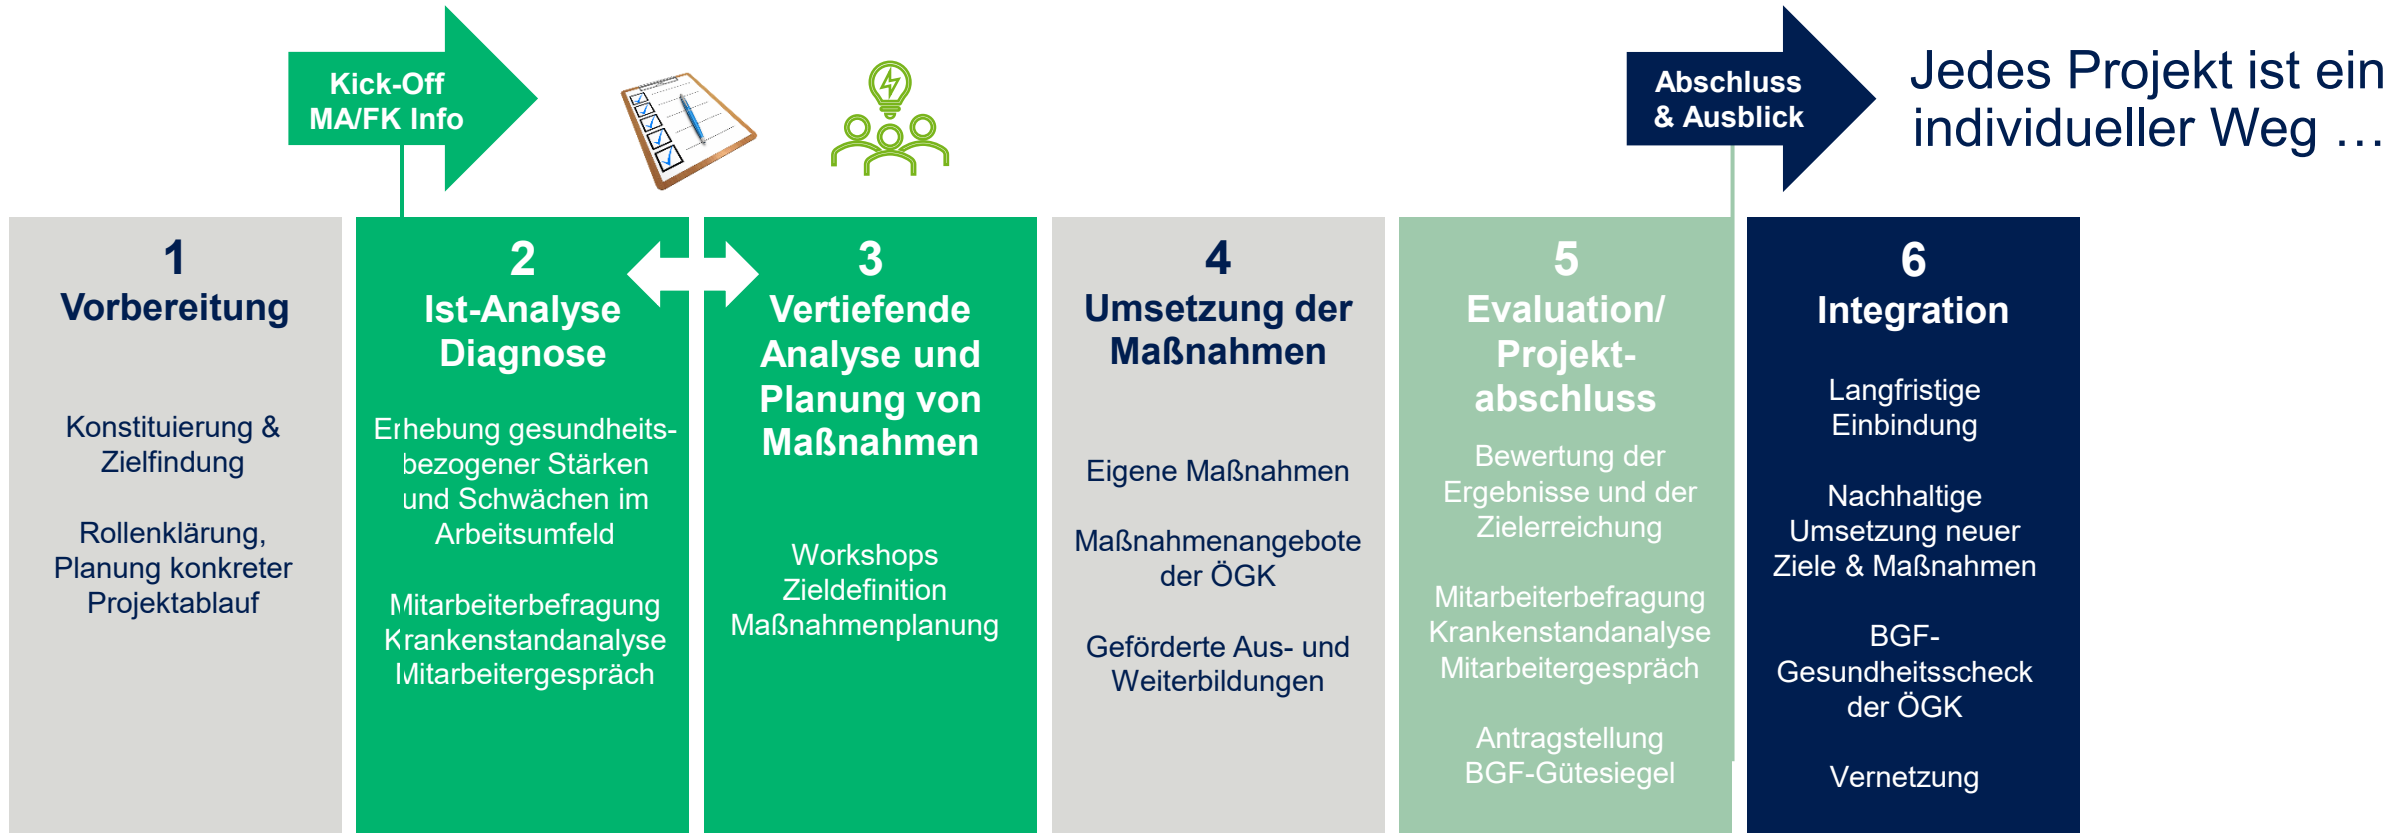 Kick-Off
MA/FK Info
Abschluss
& Ausblick
Jedes Projekt ist ein
individueller Weg …
1
Vorbereitung
Konstituierung &
Zielfindung
Rollenklärung,
Planung konkreter
Projektablauf
2
Ist-Analyse
Diagnose
Erhebung gesundheits-
bezogener Stärken
und Schwächen im
Arbeitsumfeld
Mitarbeiterbefragung
Krankenstandanalyse
Mitarbeitergespräch
3
Vertiefende
Analyse und
Planung von
Maßnahmen
Workshops
Zieldefinition
Maßnahmenplanung
4
Umsetzung der
Maßnahmen
Eigene Maßnahmen
Maßnahmenangebote
der ÖGK
Geförderte Aus- und
Weiterbildungen
5
Evaluation/
Projekt-
abschluss
Bewertung der
Ergebnisse und der
Zielerreichung
Mitarbeiterbefragung
Krankenstandanalyse
Mitarbeitergespräch
Antragstellung
BGF-Gütesiegel
6
Integration
Langfristige
Einbindung
Nachhaltige
Umsetzung neuer
Ziele & Maßnahmen
BGF-
Gesundheitsscheck
der ÖGK
Vernetzung